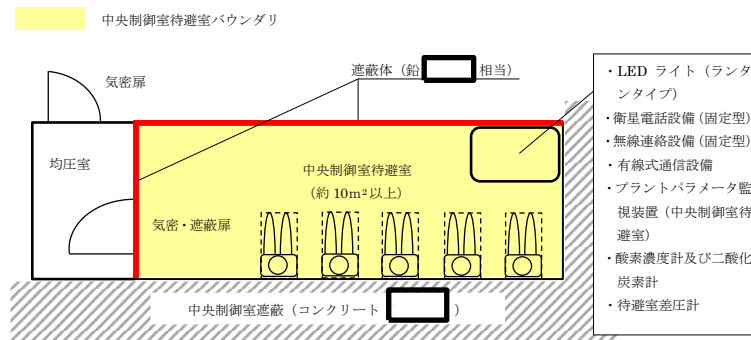 中央制御室待避室バウンダリ
遮蔽体（鉛 相当）
気密扉
均圧室
中央制御室待避室
（約 10m²以上）
気密・遮蔽扉
中央制御室遮蔽（コンクリート ）
・LED ライト（ランタ
ンタイプ）
・衛星電話設備（固定型）
・無線連絡設備（固定型）
・有線式通信設備
・プラントパラメータ監
視装置（中央制御室待
避室）
・酸素濃度計及び二酸化
炭素計
・待避室差圧計